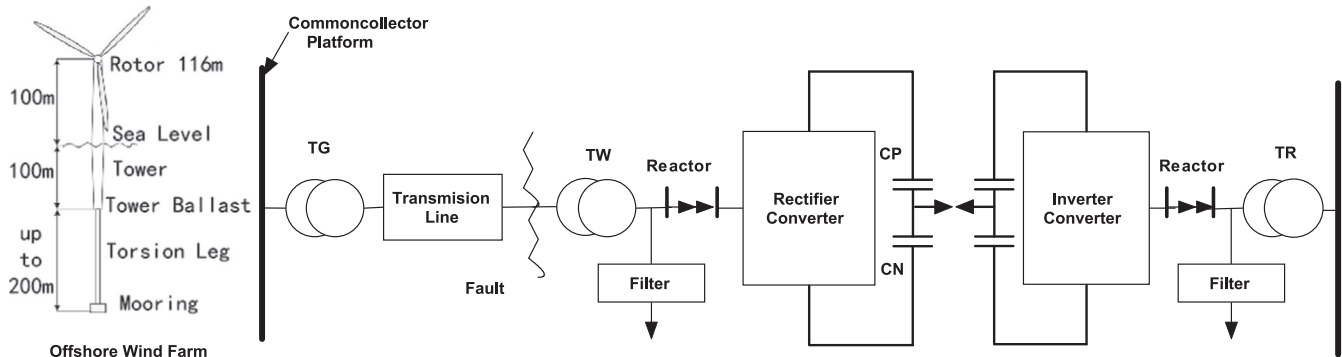 Commoncollector
Platform
Rotor 116m
100m
Sea Level
100m
Tower
Tower Ballast
up
to
200m
Torsion Leg
Mooring
Offshore Wind Farm
TG
Transmision
Line
Fault
TW
Reactor
Filter
Rectifier
Converter
CP
CN
Inverter
Converter
Reactor
TR
Filter